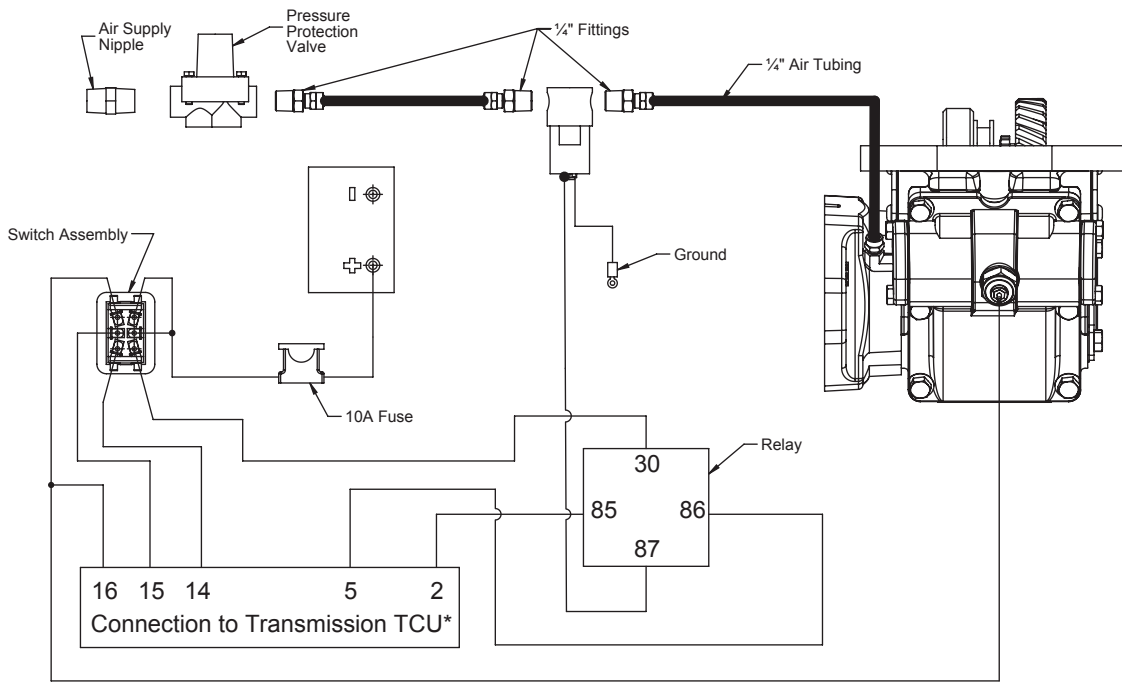 Air Supply
Nipple
Pressure
Protection
Valve
¼" Fittings
¼" Air Tubing
Switch Assembly
Ground
10A Fuse
Relay
30
85 86
87
16 15 14 5 2
Connection to Transmission TCU*